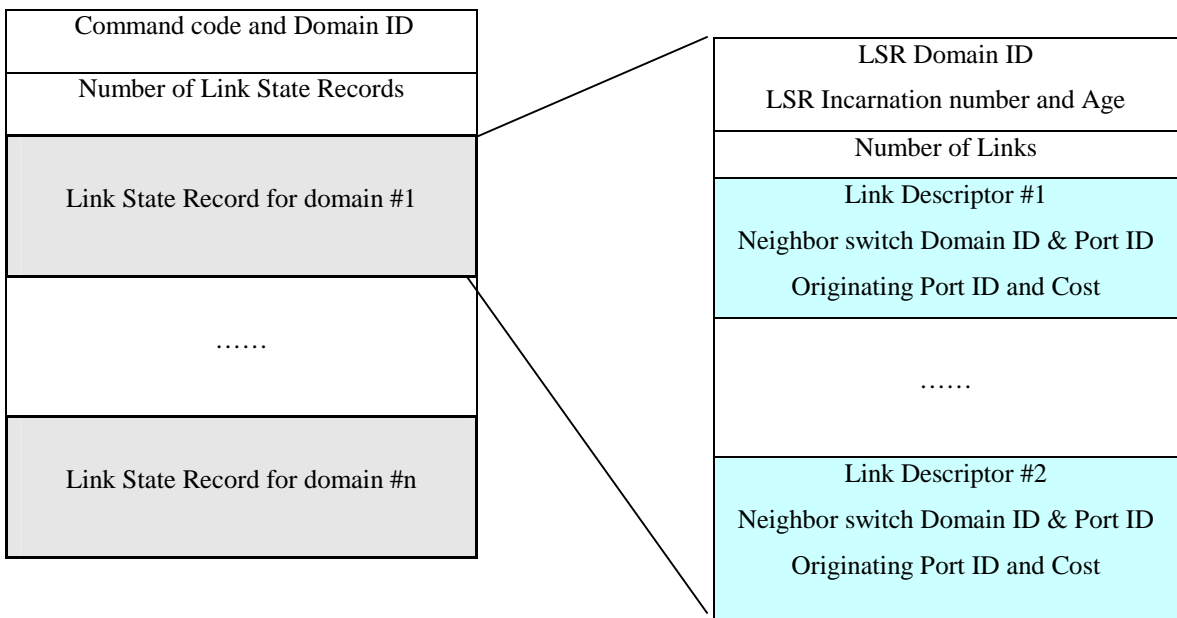 Command code and Domain ID
Number of Link State Records
Link State Record for domain #1
……
Link State Record for domain #n
LSR Domain ID
LSR Incarnation number and Age
Number of Links
Link Descriptor #1
Neighbor switch Domain ID & Port ID
Originating Port ID and Cost
……
Link Descriptor #2
Neighbor switch Domain ID & Port ID
Originating Port ID and Cost